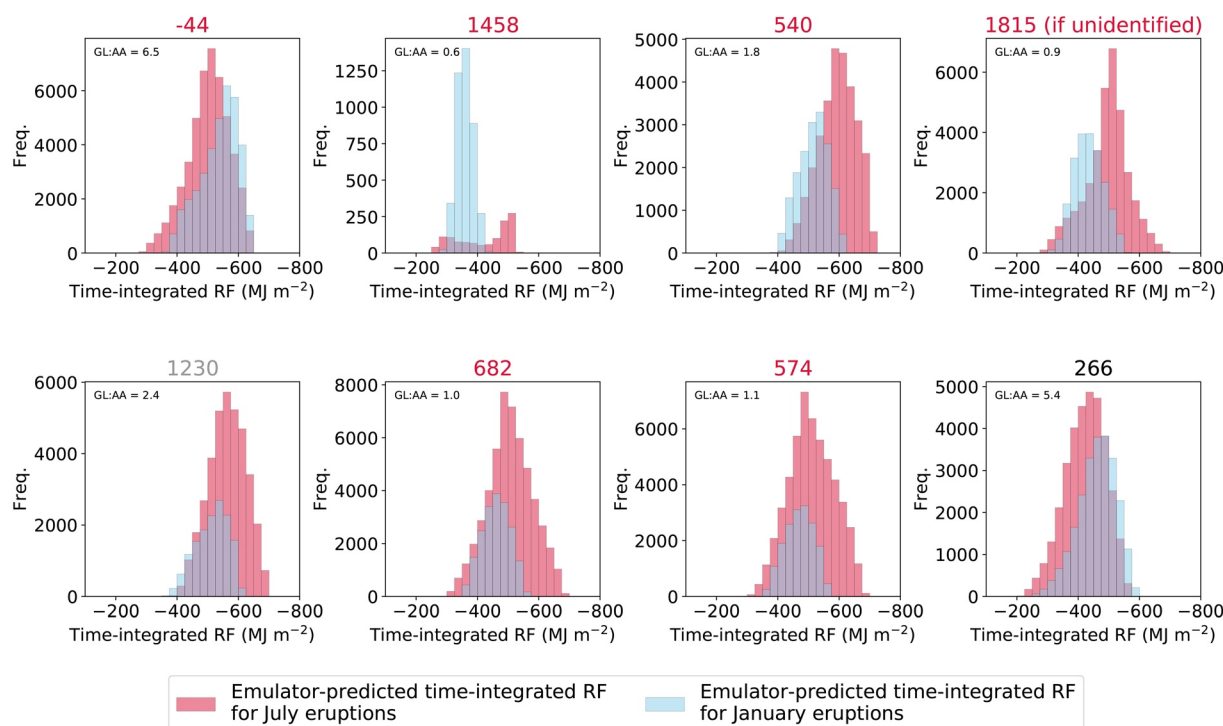 -44
GL:AA = 6.5
Freq.
6000
4000
2000
0
−200 −400 −600 −800
Time-integrated RF (MJ m⁻²)
1458
GL:AA = 0.6
Freq.
1250
1000
750
500
250
0
−200 −400 −600 −800
Time-integrated RF (MJ m⁻²)
540
GL:AA = 1.8
Freq.
5000
4000
3000
2000
1000
0
−200 −400 −600 −800
Time-integrated RF (MJ m⁻²)
1815 (if unidentified)
GL:AA = 0.9
Freq.
6000
4000
2000
0
−200 −400 −600 −800
Time-integrated RF (MJ m⁻²)
1230
GL:AA = 2.4
Freq.
6000
4000
2000
0
−200 −400 −600 −800
Time-integrated RF (MJ m⁻²)
682
GL:AA = 1.0
Freq.
8000
6000
4000
2000
0
−200 −400 −600 −800
Time-integrated RF (MJ m⁻²)
574
GL:AA = 1.1
Freq.
6000
4000
2000
0
−200 −400 −600 −800
Time-integrated RF (MJ m⁻²)
266
GL:AA = 5.4
Freq.
5000
4000
3000
2000
1000
0
−200 −400 −600 −800
Time-integrated RF (MJ m⁻²)
Emulator-predicted time-integrated RF
for July eruptions
Emulator-predicted time-integrated RF
for January eruptions